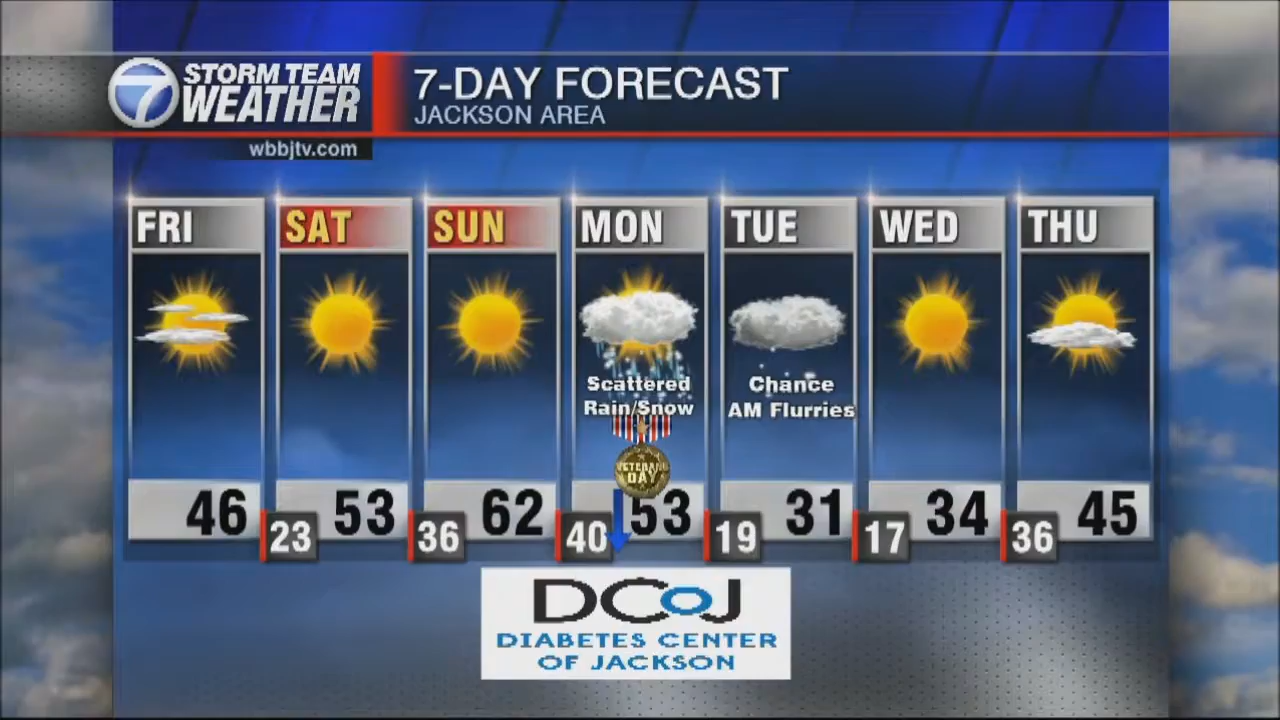 7
STORM TEAM
WEATHER
7-DAY FORECAST
JACKSON AREA
wbbjtv.com
FRI
SAT
SUN
MON
TUE
WED
THU
Scattered
Rain/Snow
Chance
AM Flurries
VETERANS
DAY
46
53
62
53
31
34
45
23
36
40
19
17
36
DCoJ
DIABETES CENTER
OF JACKSON